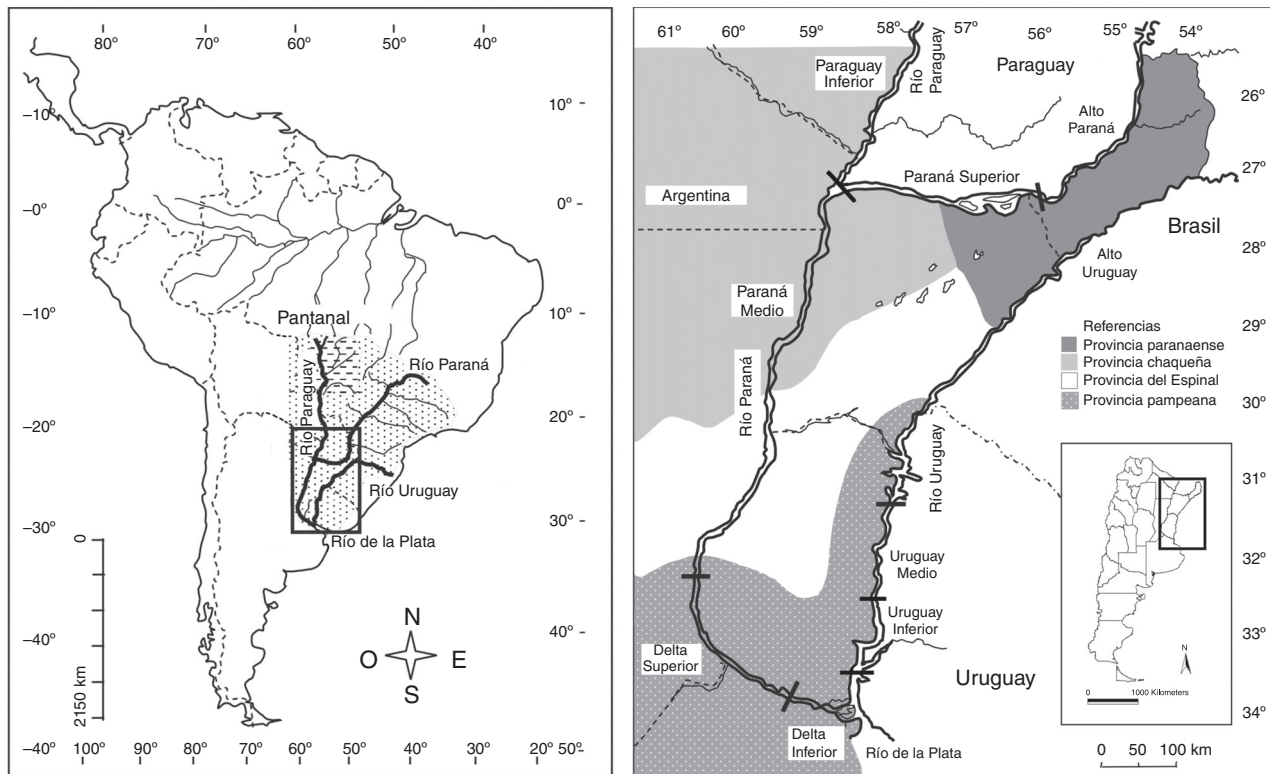 80º
70º
60º
50º
40º
–10º
10º
–0º
0º
–10º
10º
–20º
20º
–30º
30º
–40º
40º
–40º
100º
90º
80º
70º
60º
50º
40º
30º
20º
50º
Pantanal
Río Paraná
Río Paraguay
Río Uruguay
Río de la Plata
0
2150 km
N
O
E
S
61º
60º
59º
58º
57º
56º
55º
54º
Paraguay
Inferior
Río
Paraguay
Paraguay
Alto
Paraná
26º
27º
Paraná Superior
Argentina
Brasil
28º
Alto
Uruguay
Paraná
Medio
29º
Referencias
Provincia paranaense
Provincia chaqueña
Provincia del Espinal
Provincia pampeana
30º
Río Paraná
Río Uruguay
31º
32º
Uruguay
Medio
Uruguay
Inferior
33º
Delta
Superior
Uruguay
34º
Delta
Inferior
Río de la Plata
N
0
1000 Kilometers
0
50
100 km